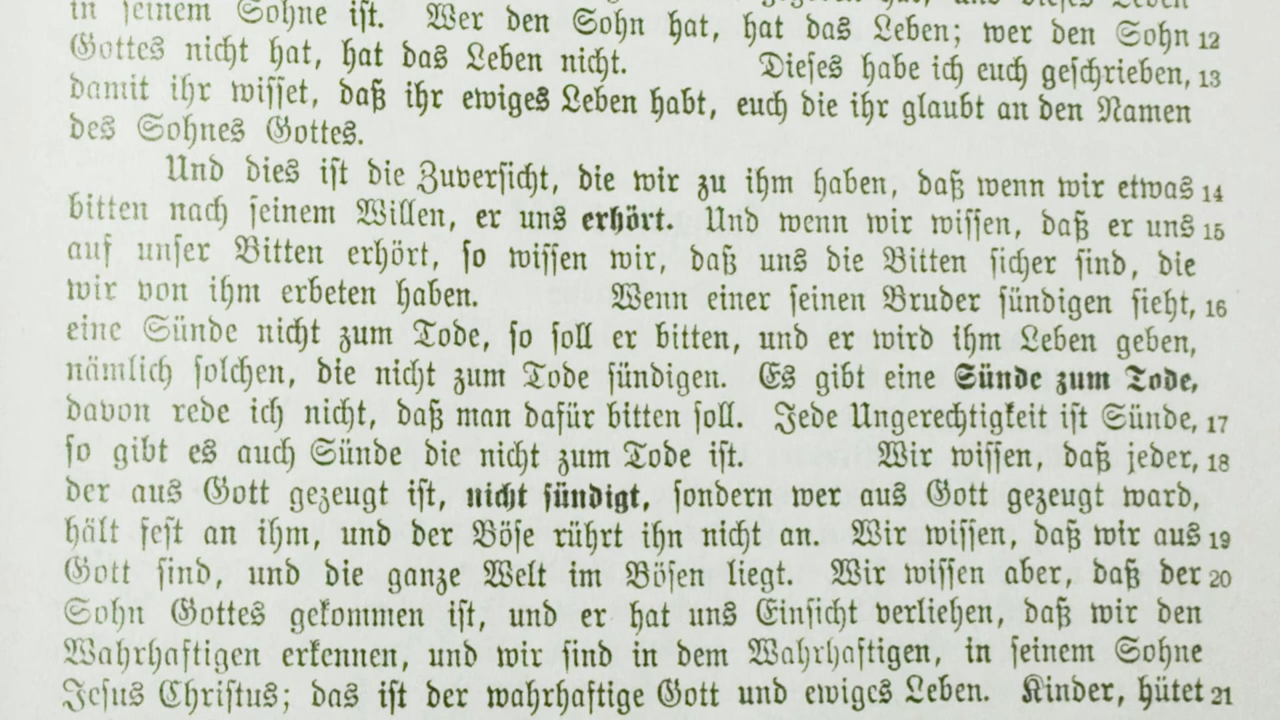 in seinem Sohne ist. Wer den Sohn hat, hat das Leben; wer den Sohn 12
Gottes nicht hat, hat das Leben nicht. Dieses habe ich euch geschrieben, 13
damit ihr wisset, daß ihr ewiges Leben habt, euch die ihr glaubt an den Namen
des Sohnes Gottes.
Und dies ist die Zuversicht, die wir zu ihm haben, daß wenn wir etwas 14
bitten nach seinem Willen, er uns erhört. Und wenn wir wissen, daß er uns 15
auf unser Bitten erhört, so wissen wir, daß uns die Bitten sicher sind, die
wir von ihm erbeten haben. Wenn einer seinen Bruder sündigen sieht, 16
eine Sünde nicht zum Tode, so soll er bitten, und er wird ihm Leben geben,
nämlich solchen, die nicht zum Tode sündigen. Es gibt eine Sünde zum Tode,
davon rede ich nicht, daß man dafür bitten soll. Jede Ungerechtigkeit ist Sünde, 17
so gibt es auch Sünde die nicht zum Tode ist. Wir wissen, daß jeder, 18
der aus Gott gezeugt ist, nicht sündigt, sondern wer aus Gott gezeugt ward,
hält fest an ihm, und der Böse rührt ihn nicht an. Wir wissen, daß wir aus 19
Gott sind, und die ganze Welt im Bösen liegt. Wir wissen aber, daß der 20
Sohn Gottes gekommen ist, und er hat uns Einsicht verliehen, daß wir den
Wahrhaftigen erkennen, und wir sind in dem Wahrhaftigen, in seinem Sohne
Jesus Christus; das ist der wahrhaftige Gott und ewiges Leben. Kinder, hütet 21